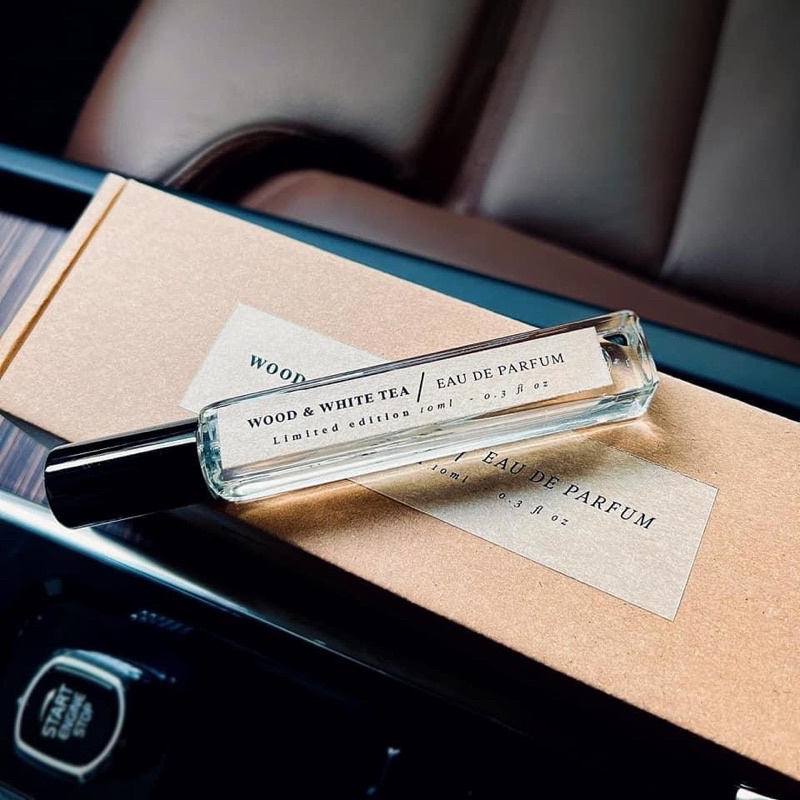 WOOD
WOOD & WHITE TEA / EAU DE PARFUM
Limited edition 10ml - 0.3 fl oz
/ EAU DE PARFUM
10ml 0.3 fl oz
START
ENGINE
STOP